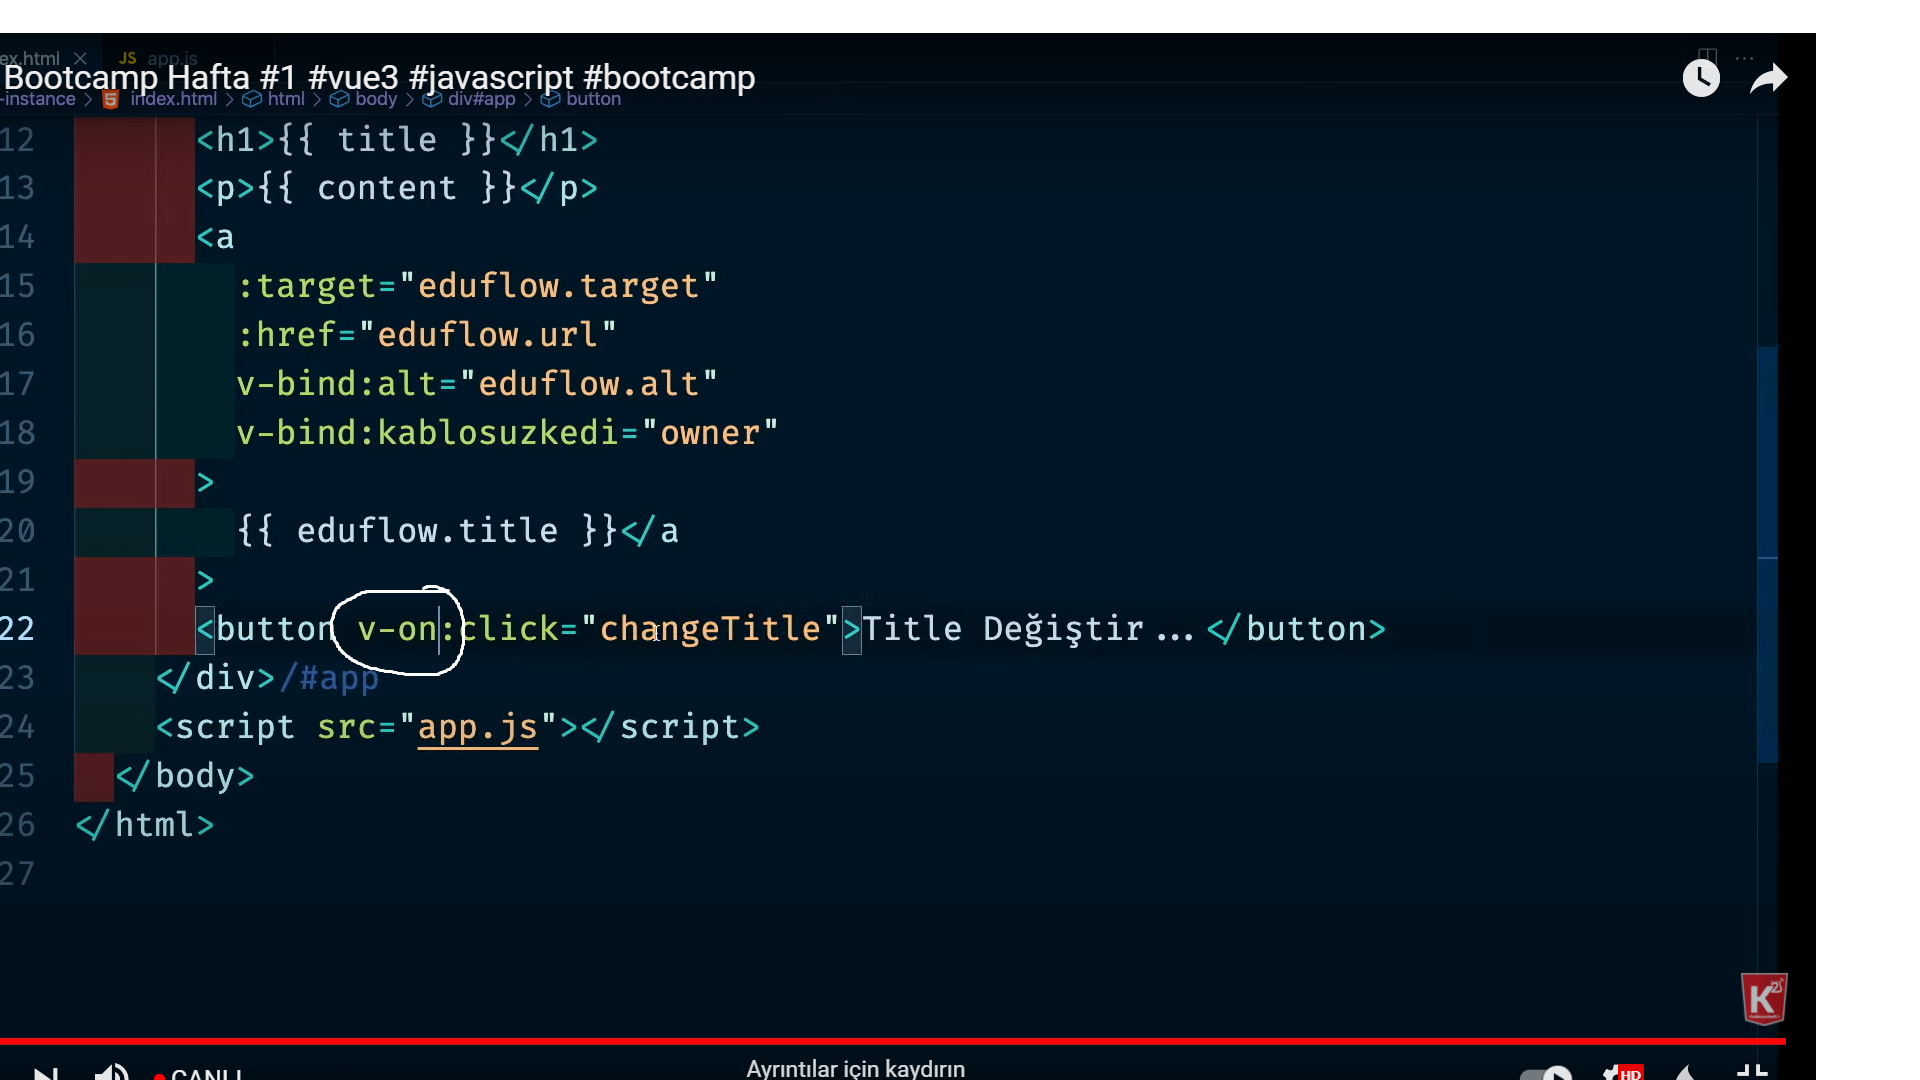 ex.html JS app.js
Bootcamp Hafta #1 #vue3 #javascript #bootcamp
-instance > index.html > html > body > div#app > button
12 <h1>{{ title }}</h1>
13 <p>{{ content }}</p>
14 <a
15 :target="eduflow.target"
16 :href="eduflow.url"
17 v-bind:alt="eduflow.alt"
18 v-bind:kablosuzkedi="owner"
19 >
20 {{ eduflow.title }}</a
21 >
22 <button v-on:click="changeTitle">Title Değiştir...</button>
23 </div>/#app
24 <script src="app.js"></script>
25 </body>
26 </html>
27
K
Ayrıntılar için kaydırın
CANLI
HD